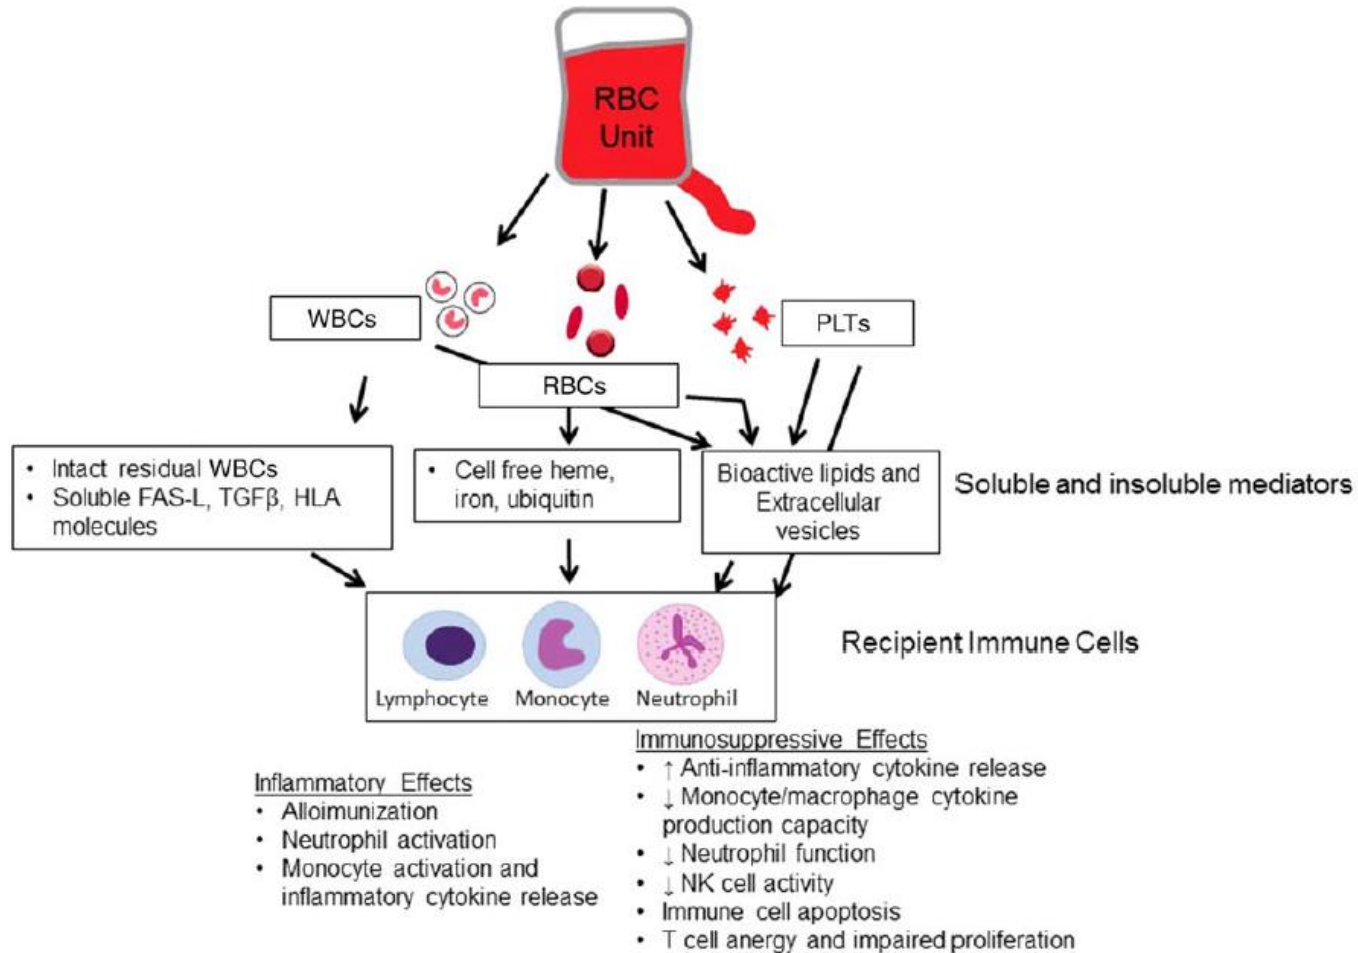 RBC
Unit
WBCs
PLTs
RBCs
• Intact residual WBCs
• Soluble FAS-L, TGFβ, HLA
molecules
• Cell free heme,
iron, ubiquitin
Bioactive lipids and
Extracellular
vesicles
Soluble and insoluble mediators
Lymphocyte
Monocyte
Neutrophil
Recipient Immune Cells
Inflammatory Effects
• Alloimunization
• Neutrophil activation
• Monocyte activation and
inflammatory cytokine release
Immunosuppressive Effects
• ↑ Anti-inflammatory cytokine release
• ↓ Monocyte/macrophage cytokine
production capacity
• ↓ Neutrophil function
• ↓ NK cell activity
• Immune cell apoptosis
• T cell anergy and impaired proliferation